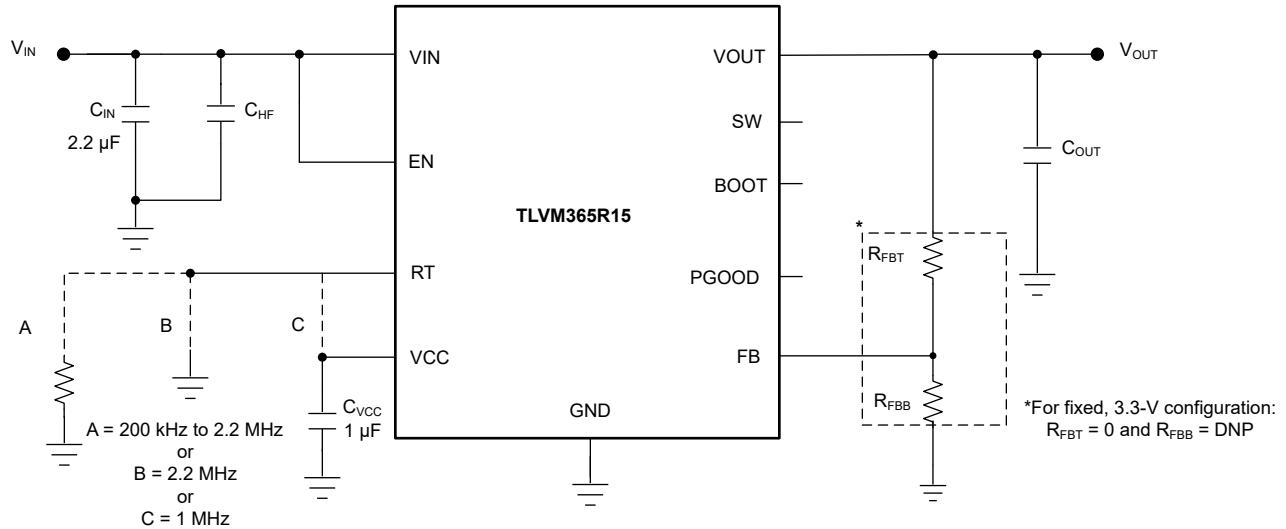 V_IN
VIN
VOUT
V_OUT
C_IN
2.2 µF
C_HF
SW
C_OUT
EN
BOOT
TLVM365R15
*
R_FBT
RT
PGOOD
A
B
C
VCC
FB
C_VCC
1 µF
GND
R_FBB
*For fixed, 3.3-V configuration:
R_FBT = 0 and R_FBB = DNP
A = 200 kHz to 2.2 MHz
or
B = 2.2 MHz
or
C = 1 MHz